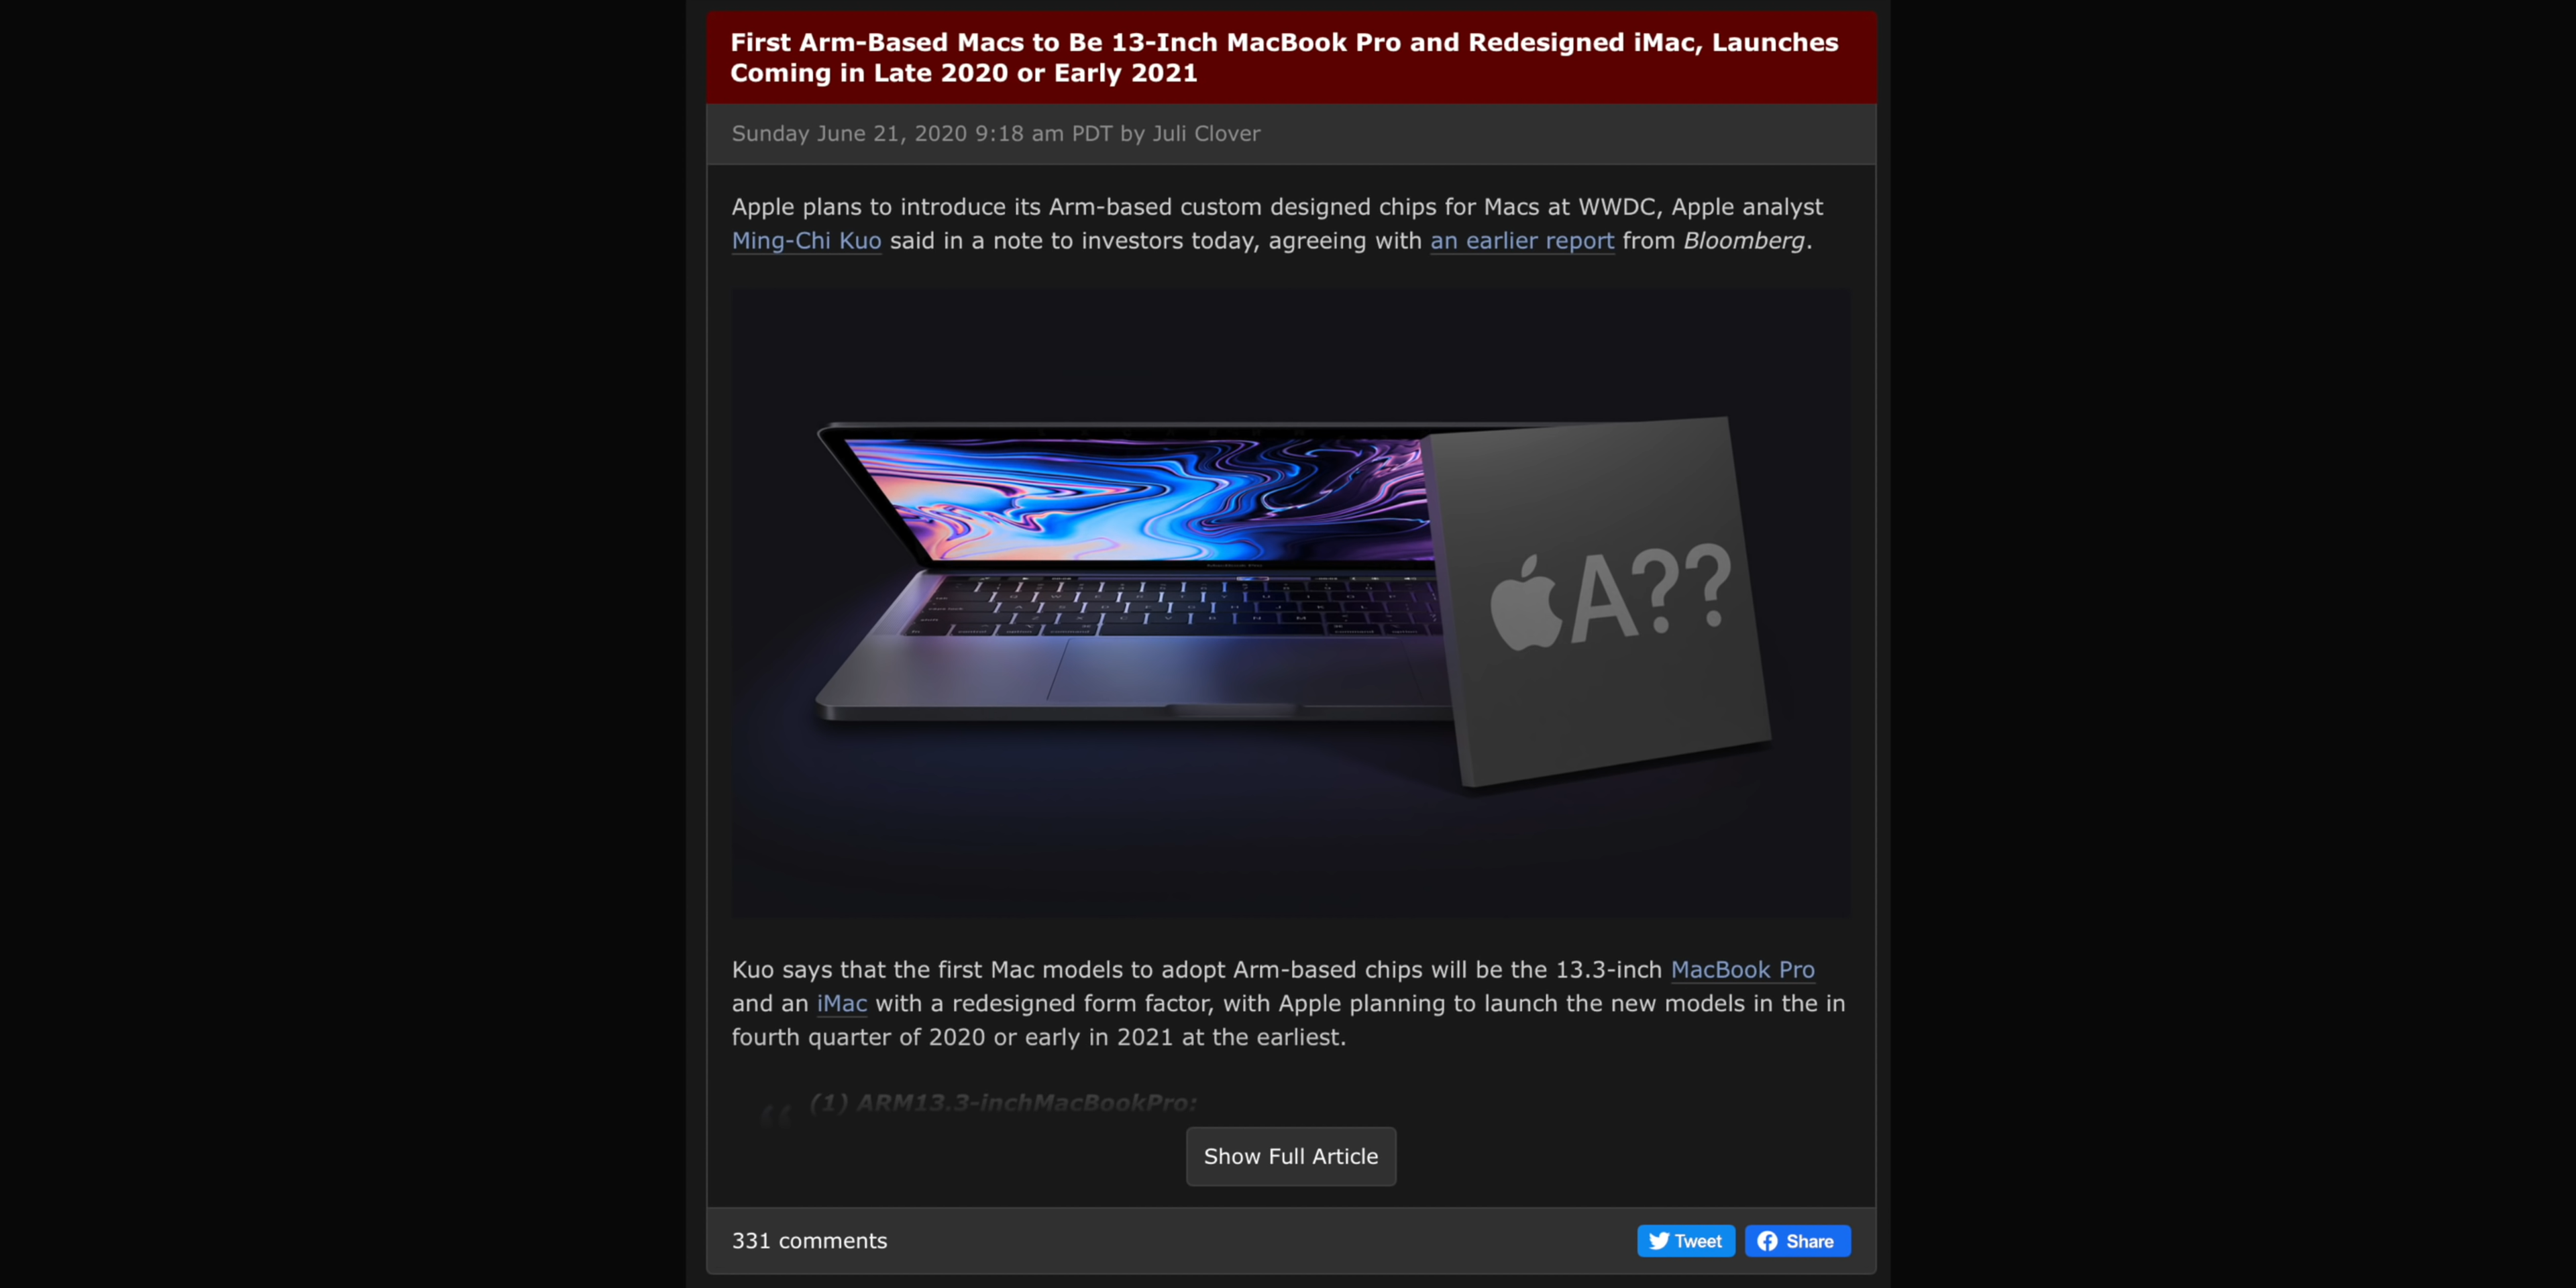 First Arm-Based Macs to Be 13-Inch MacBook Pro and Redesigned iMac, Launches
Coming in Late 2020 or Early 2021
Sunday June 21, 2020 9:18 am PDT by Juli Clover
Apple plans to introduce its Arm-based custom designed chips for Macs at WWDC, Apple analyst
Ming-Chi Kuo said in a note to investors today, agreeing with an earlier report from Bloomberg.
A??
Kuo says that the first Mac models to adopt Arm-based chips will be the 13.3-inch MacBook Pro
and an iMac with a redesigned form factor, with Apple planning to launch the new models in the in
fourth quarter of 2020 or early in 2021 at the earliest.
“ (1) ARM13.3-inchMacBookPro:
Show Full Article
331 comments
Tweet Share